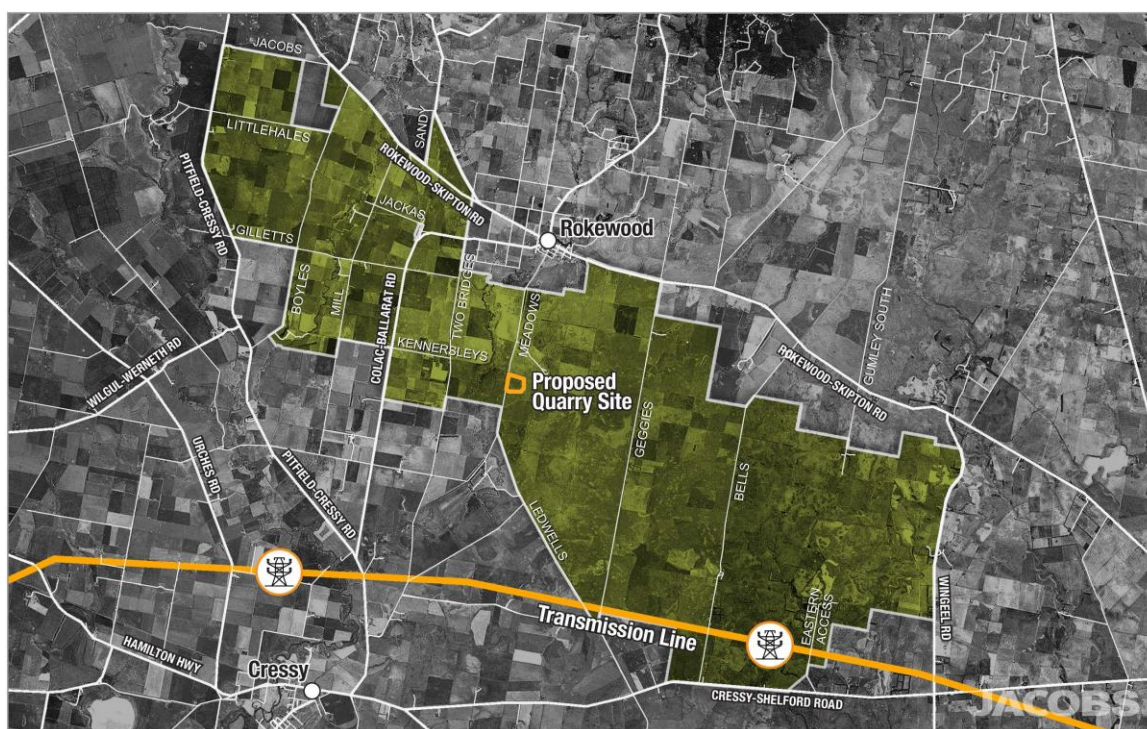 JACOBS
LITTLEHALES
SANDY
ROKEWOOD-SKIPTON RD
PITFIELD-CRESSY RD
JACKAS
GILLETTS
Rokewood
BOYLES
MILL
COLAC-BALLARAT RD
TWO BRIDGES
MEADOWS
KENNERSLEYS
GUMLEY SOUTH
ROKEWOOD-SKIPTON RD
WILGUL-WERNETH RD
Proposed
Quarry Site
GEGGIES
URCHES RD
PITFIELD-CRESSY RD
BELLS
LEDWELLS
Transmission Line
EASTERN
ACCESS
WINGEEL RD
HAMILTON HWY
Cressy
CRESSY-SHELFORD ROAD
JACOBS